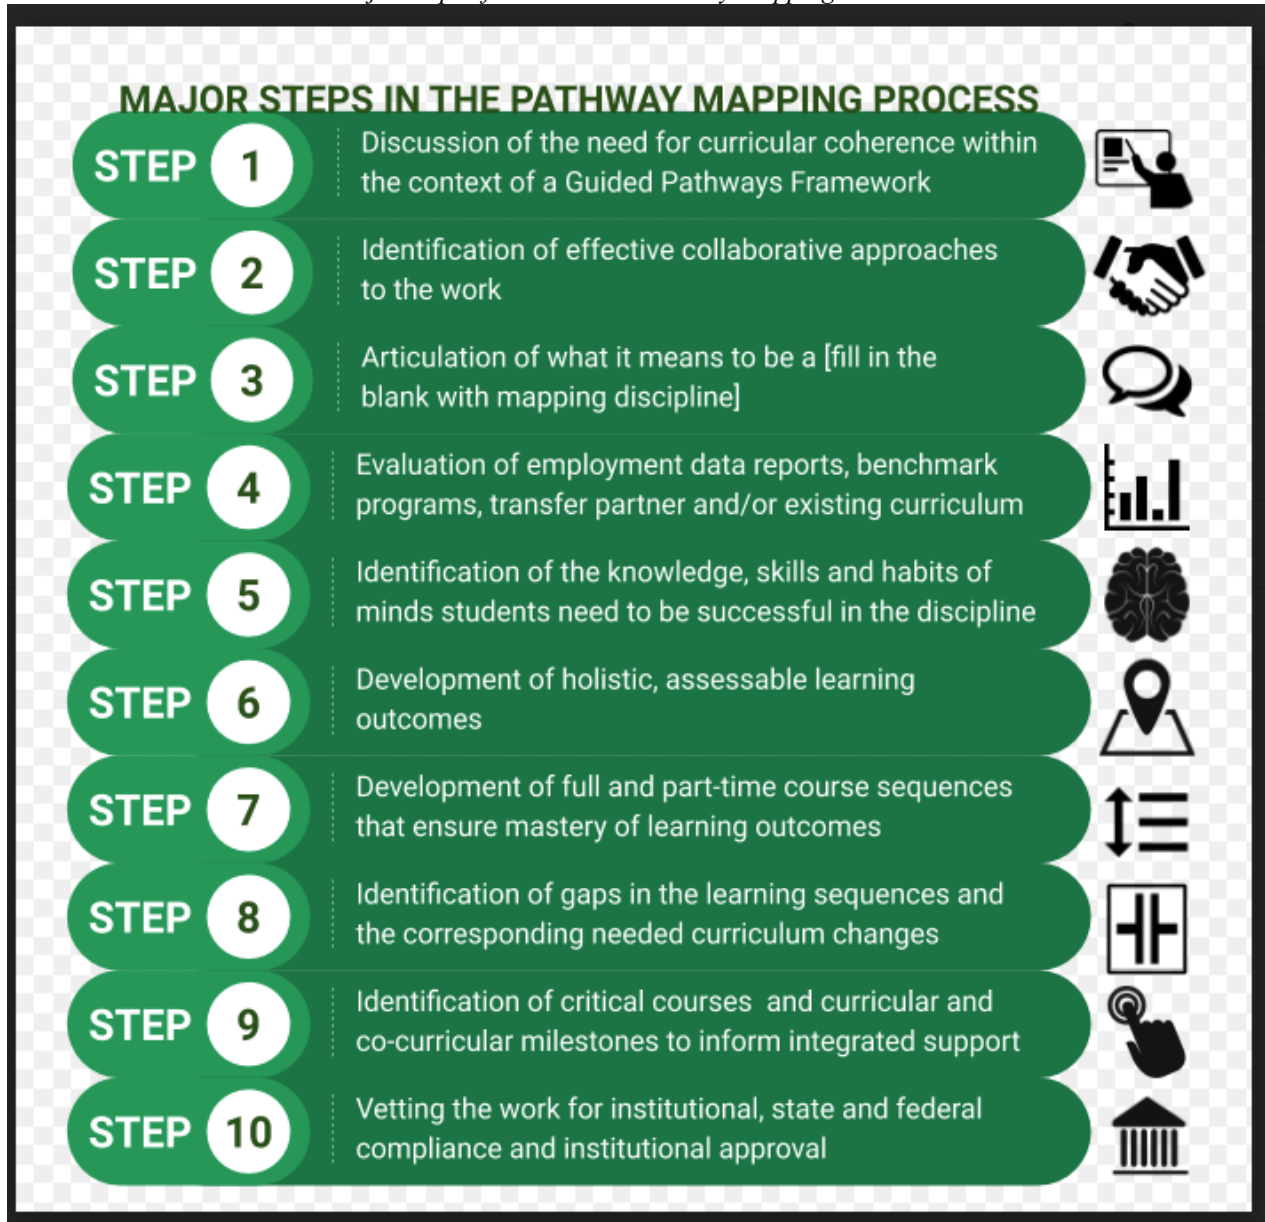 MAJOR STEPS IN THE PATHWAY MAPPING PROCESS
STEP 1
Discussion of the need for curricular coherence within
the context of a Guided Pathways Framework
STEP 2
Identification of effective collaborative approaches
to the work
STEP 3
Articulation of what it means to be a [fill in the
blank with mapping discipline]
STEP 4
Evaluation of employment data reports, benchmark
programs, transfer partner and/or existing curriculum
STEP 5
Identification of the knowledge, skills and habits of
minds students need to be successful in the discipline
STEP 6
Development of holistic, assessable learning
outcomes
STEP 7
Development of full and part-time course sequences
that ensure mastery of learning outcomes
STEP 8
Identification of gaps in the learning sequences and
the corresponding needed curriculum changes
STEP 9
Identification of critical courses  and curricular and
co-curricular milestones to inform integrated support
STEP 10
Vetting the work for institutional, state and federal
compliance and institutional approval